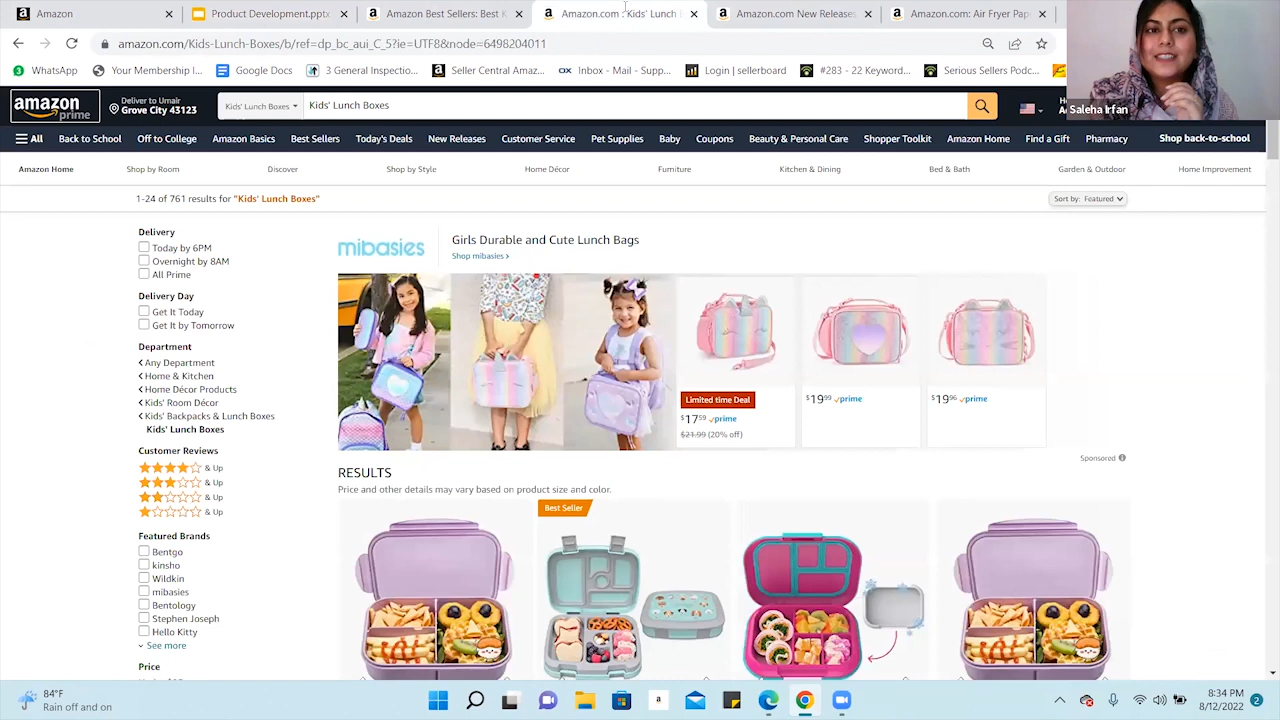 Amazon
Product Development.pptx
Amazon Best Sellers: Best K
Amazon.com : Kids' Lunch B
Amazon.com New Releases
Amazon.com: Air Fryer Pap
amazon.com/Kids-Lunch-Boxes/b/ref=dp_bc_aui_C_5?ie=UTF8&node=6498204011
3 WhatsApp
Your Membership I...
Google Docs
3 General Inspectio...
Seller Central Amaz...
OX Inbox - Mail - Supp...
Login | sellerboard
#283 - 22 Keyword...
Serious Sellers Podc...
Saleha Irfan
amazon prime
Deliver to Umair
Grove City 43123
Kids' Lunch Boxes
Kids' Lunch Boxes
All Back to School Off to College Amazon Basics Best Sellers Today's Deals New Releases Customer Service Pet Supplies Baby Coupons Beauty & Personal Care Shopper Toolkit Amazon Home Find a Gift Pharmacy Shop back-to-school
Amazon Home Shop by Room Discover Shop by Style Home Décor Furniture Kitchen & Dining Bed & Bath Garden & Outdoor Home Improvement
1-24 of 761 results for "Kids' Lunch Boxes"
Sort by: Featured
Delivery
Today by 6PM
Overnight by 8AM
All Prime
Delivery Day
Get It Today
Get It by Tomorrow
Department
Any Department
Home & Kitchen
Home Décor Products
Kids' Room Décor
Kids' Backpacks & Lunch Boxes
Kids' Lunch Boxes
Customer Reviews
& Up
& Up
& Up
& Up
Featured Brands
Bentgo
kinsho
Wildkin
mibasies
Bentology
Stephen Joseph
Hello Kitty
See more
Price
mibasies
Girls Durable and Cute Lunch Bags
Shop mibasies ›
Limited time Deal
$17.59 prime
$21.99 (20% off)
$19.99 prime
$19.96 prime
Sponsored
RESULTS
Price and other details may vary based on product size and color.
Best Seller
84°F
Rain off and on
8:34 PM
8/12/2022
2